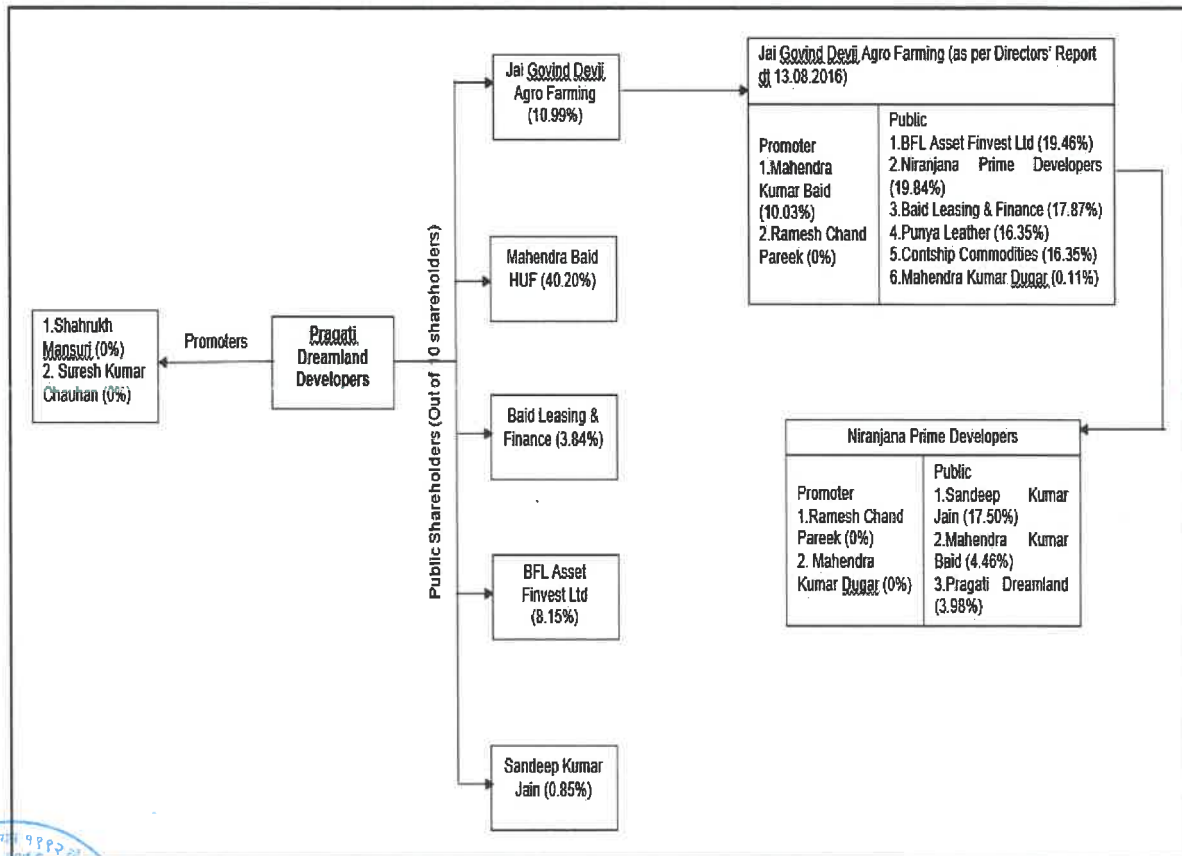 Jai Govind Devji
Agro Farming
(10.99%)
Jai Govind Devji Agro Farming (as per Directors' Report
dt 13.08.2016)
Promoter
1.Mahendra
Kumar Baid
(10.03%)
2.Ramesh Chand
Pareek (0%)
Public
1.BFL Asset Finvest Ltd (19.46%)
2.Niranjana Prime Developers
(19.84%)
3.Baid Leasing & Finance (17.87%)
4.Punya Leather (16.35%)
5.Contship Commodities (16.35%)
6.Mahendra Kumar Dugar (0.11%)
Mahendra Baid
HUF (40.20%)
1.Shahrukh
Mansuri (0%)
2. Suresh Kumar
Chauhan (0%)
Promoters
Pragati
Dreamland
Developers
Public Shareholders (Out of 10 shareholders)
Baid Leasing &
Finance (3.84%)
BFL Asset
Finvest Ltd
(8.15%)
Sandeep Kumar
Jain (0.85%)
Niranjana Prime Developers
Promoter
1.Ramesh Chand
Pareek (0%)
2. Mahendra
Kumar Dugar (0%)
Public
1.Sandeep Kumar
Jain (17.50%)
2.Mahendra Kumar
Baid (4.46%)
3.Pragati Dreamland
(3.98%)